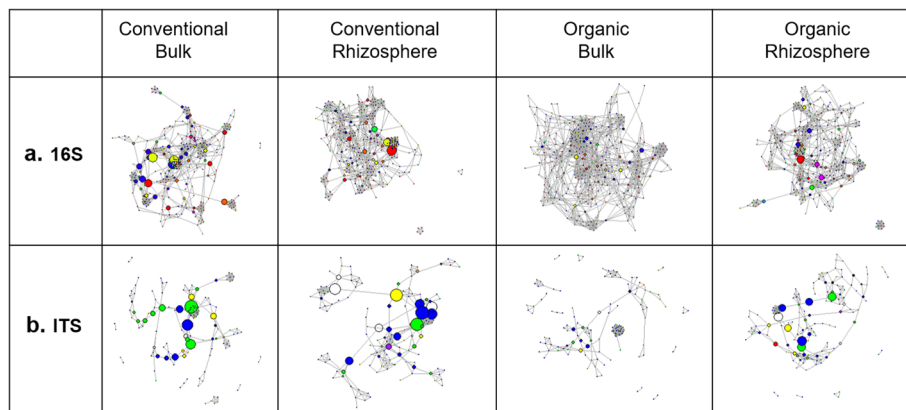 Conventional
Bulk
Conventional
Rhizosphere
Organic
Bulk
Organic
Rhizosphere
a. 16S
b. ITS